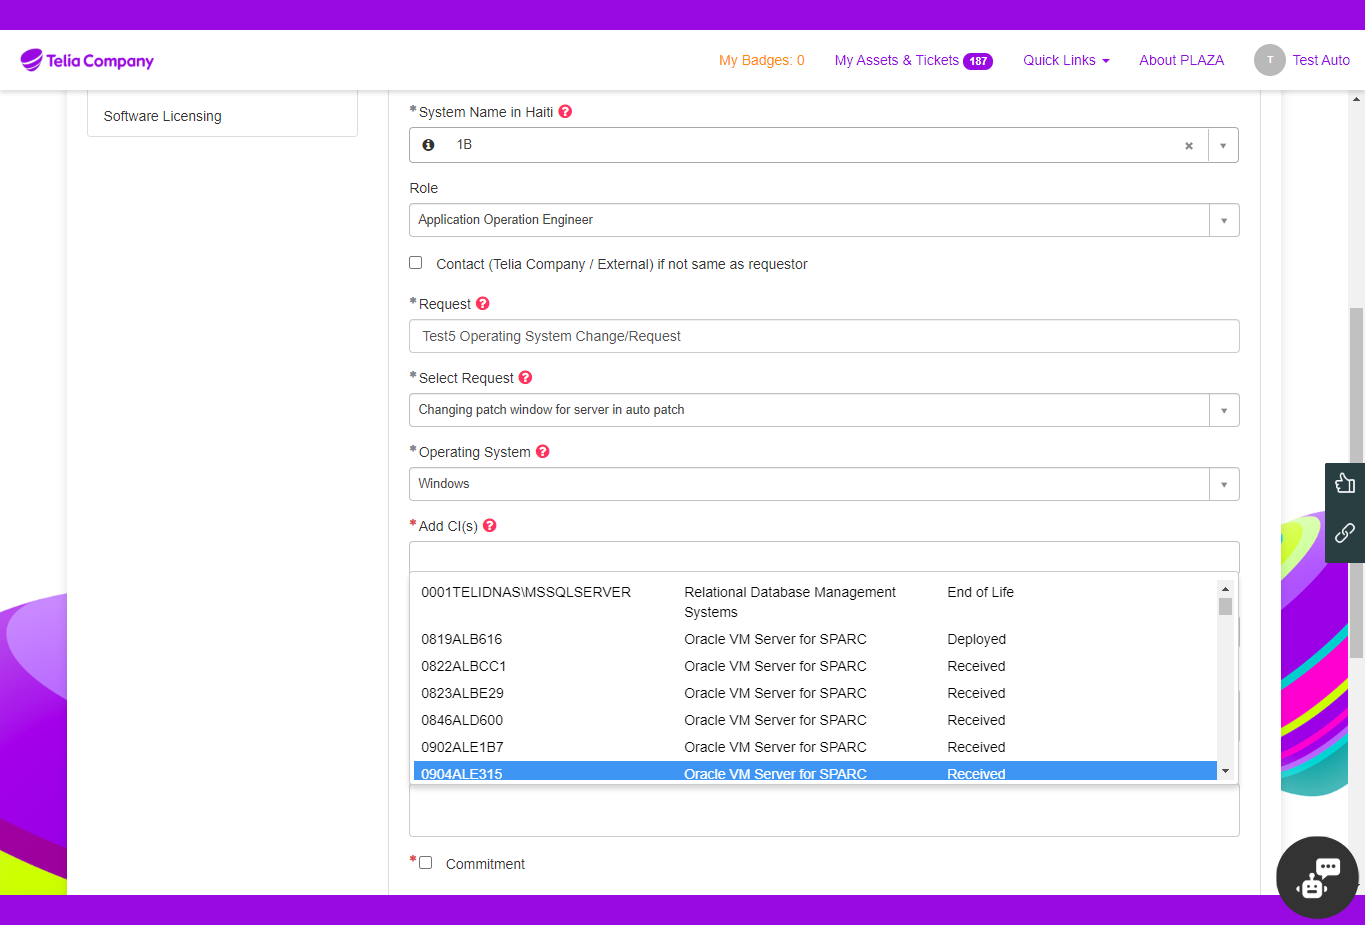 Telia Company
My Badges: 0
My Assets & Tickets 187
Quick Links
About PLAZA
T
Test Auto
Software Licensing
*System Name in Haiti ?
1B
Role
Application Operation Engineer
Contact (Telia Company / External) if not same as requestor
*Request ?
Test5 Operating System Change/Request
*Select Request ?
Changing patch window for server in auto patch
*Operating System ?
Windows
*Add CI(s) ?
0001TELIDNAS\MSSQLSERVER Relational Database Management Systems End of Life
0819ALB616 Oracle VM Server for SPARC Deployed
0822ALBCC1 Oracle VM Server for SPARC Received
0823ALBE29 Oracle VM Server for SPARC Received
0846ALD600 Oracle VM Server for SPARC Received
0902ALE1B7 Oracle VM Server for SPARC Received
0904ALE315 Oracle VM Server for SPARC Received
* Commitment